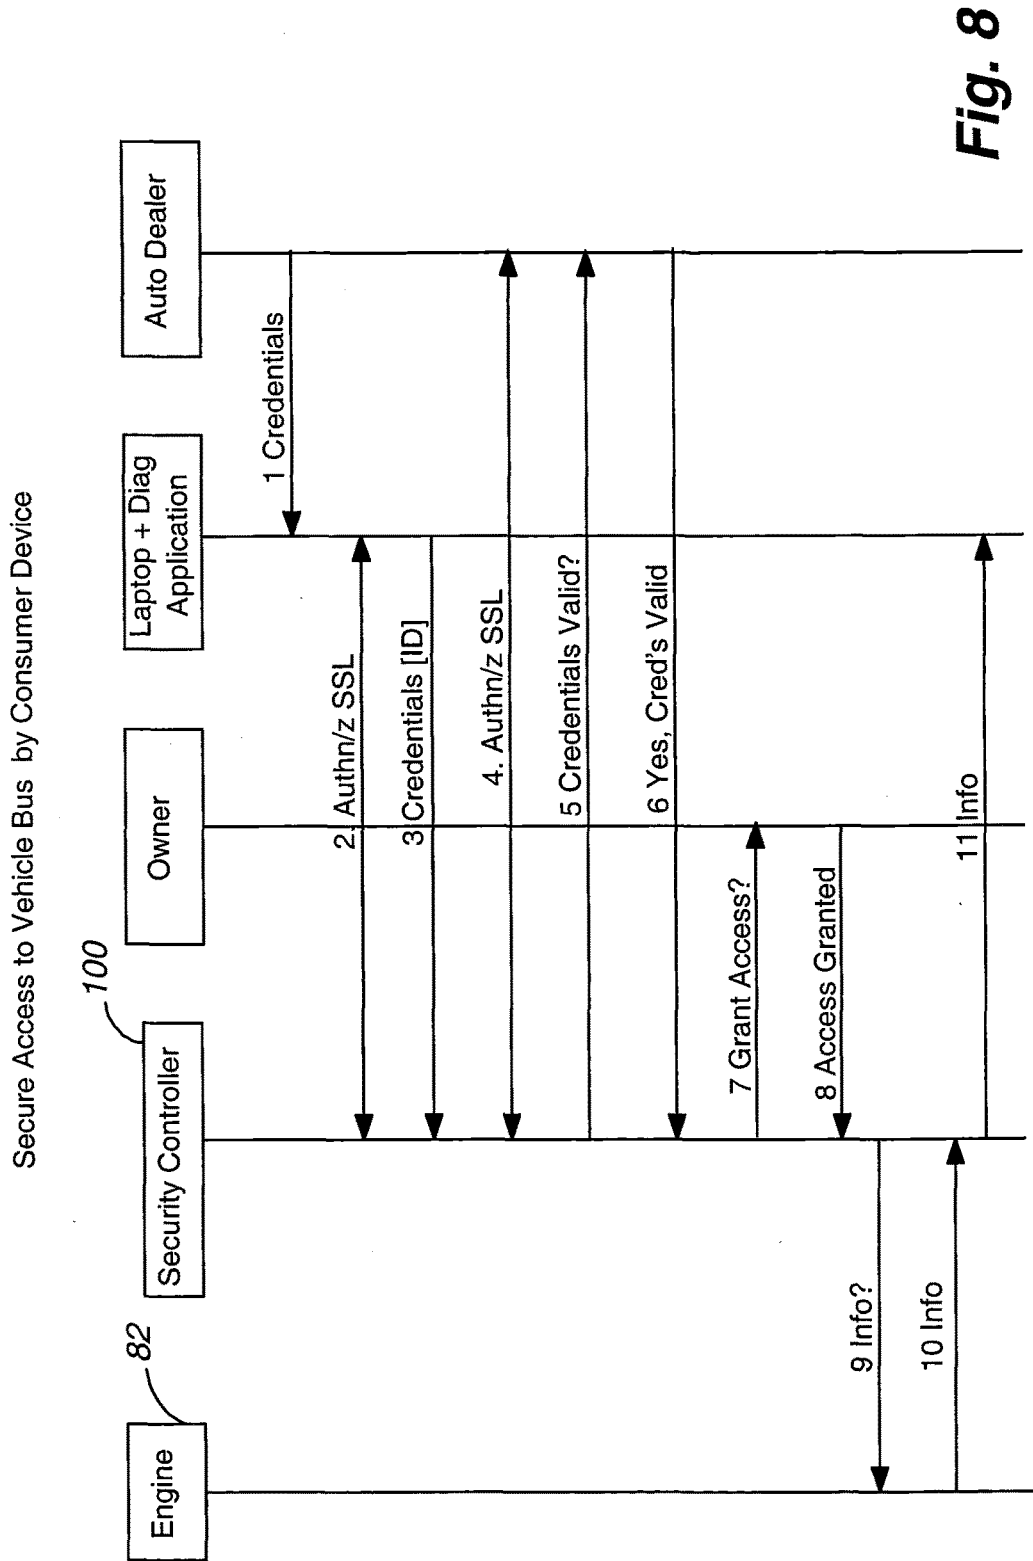 Secure Access to Vehicle Bus by Consumer Device
82
100
Engine
Security Controller
Owner
Laptop + Diag
Application
Auto Dealer
1 Credentials
2. Authn/z SSL
3 Credentials [ID]
4. Authn/z SSL
5 Credentials Valid?
6 Yes, Cred's Valid
7 Grant Access?
8 Access Granted
9 Info?
10 Info
11 Info
Fig. 8